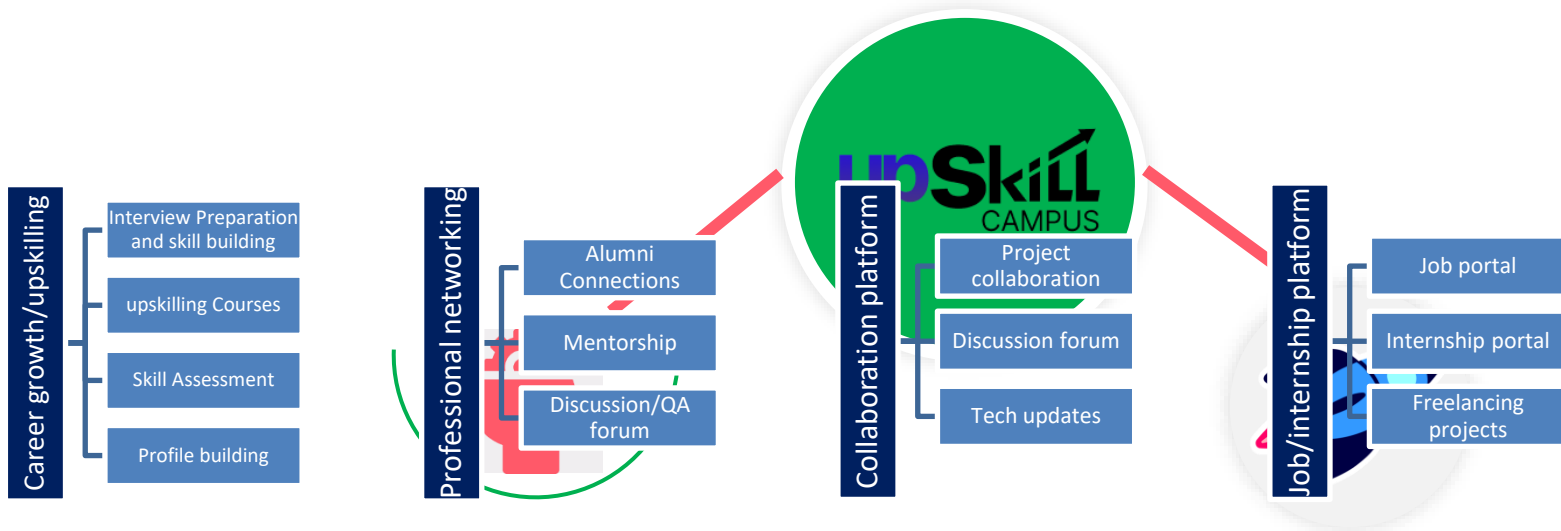 upSkill
CAMPUS
Career growth/upskilling
Interview Preparation
and skill building
upskilling Courses
Skill Assessment
Profile building
Professional networking
Alumni
Connections
Mentorship
Discussion/QA
forum
Collaboration platform
Project
collaboration
Discussion forum
Tech updates
Job/internship platform
Job portal
Internship portal
Freelancing
projects